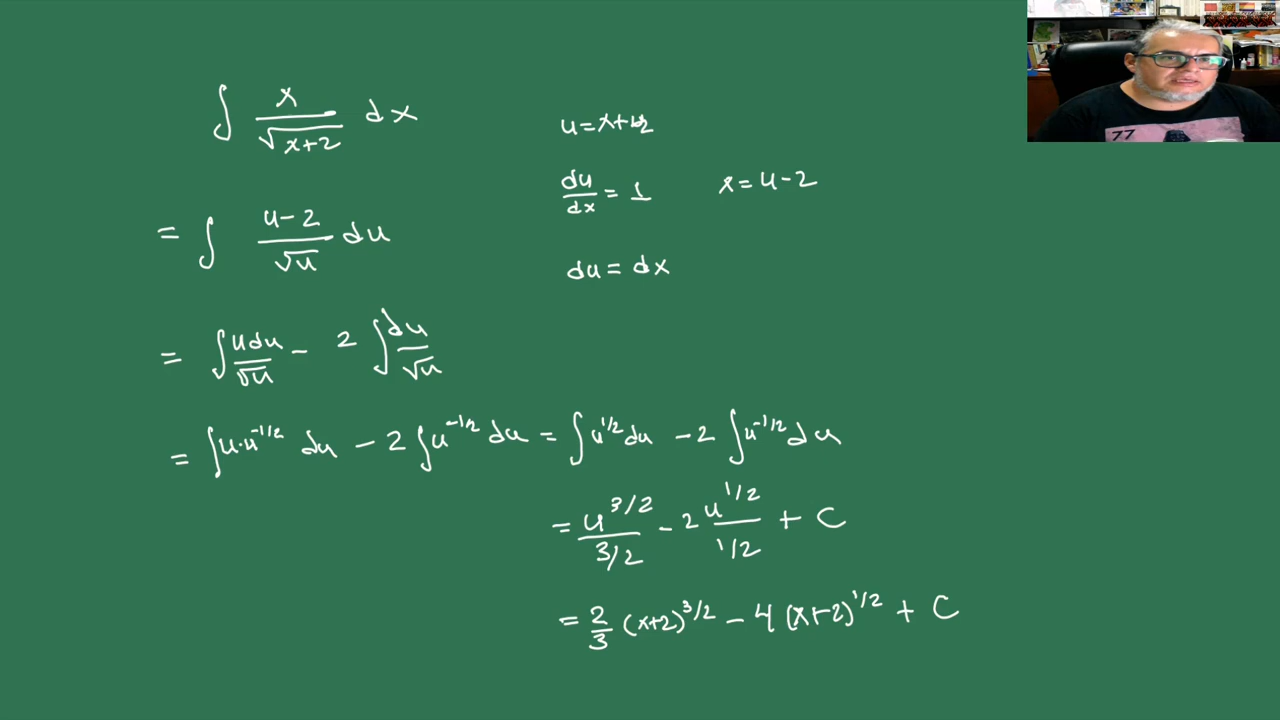 ∫ x/√(x+2) dx
u=x+2
du/dx = 1
x=u-2
= ∫ (u-2)/√u du
du = dx
= ∫ u du/√u - 2 ∫ du/√u
= ∫ u·u^(-1/2) du - 2 ∫ u^(-1/2) du = ∫ u^(1/2) du - 2 ∫ u^(-1/2) du
= u^(3/2)/(3/2) - 2 u^(1/2)/(1/2) + C
= 2/3 (x+2)^(3/2) - 4 (x+2)^(1/2) + C
77